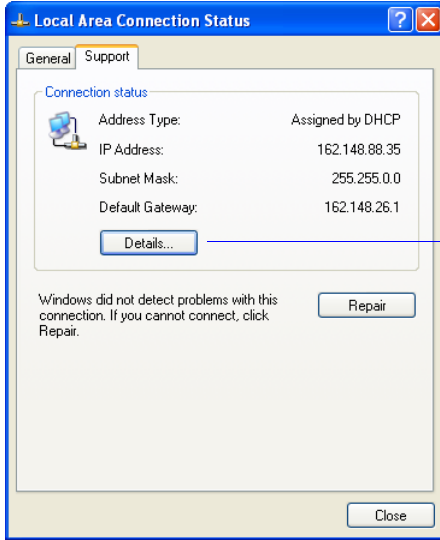 Local Area Connection Status
General Support
Connection status
Address Type: Assigned by DHCP
IP Address: 162.148.88.35
Subnet Mask: 255.255.0.0
Default Gateway: 162.148.26.1
Details...
Windows did not detect problems with this
connection. If you cannot connect, click
Repair.
Repair
Close